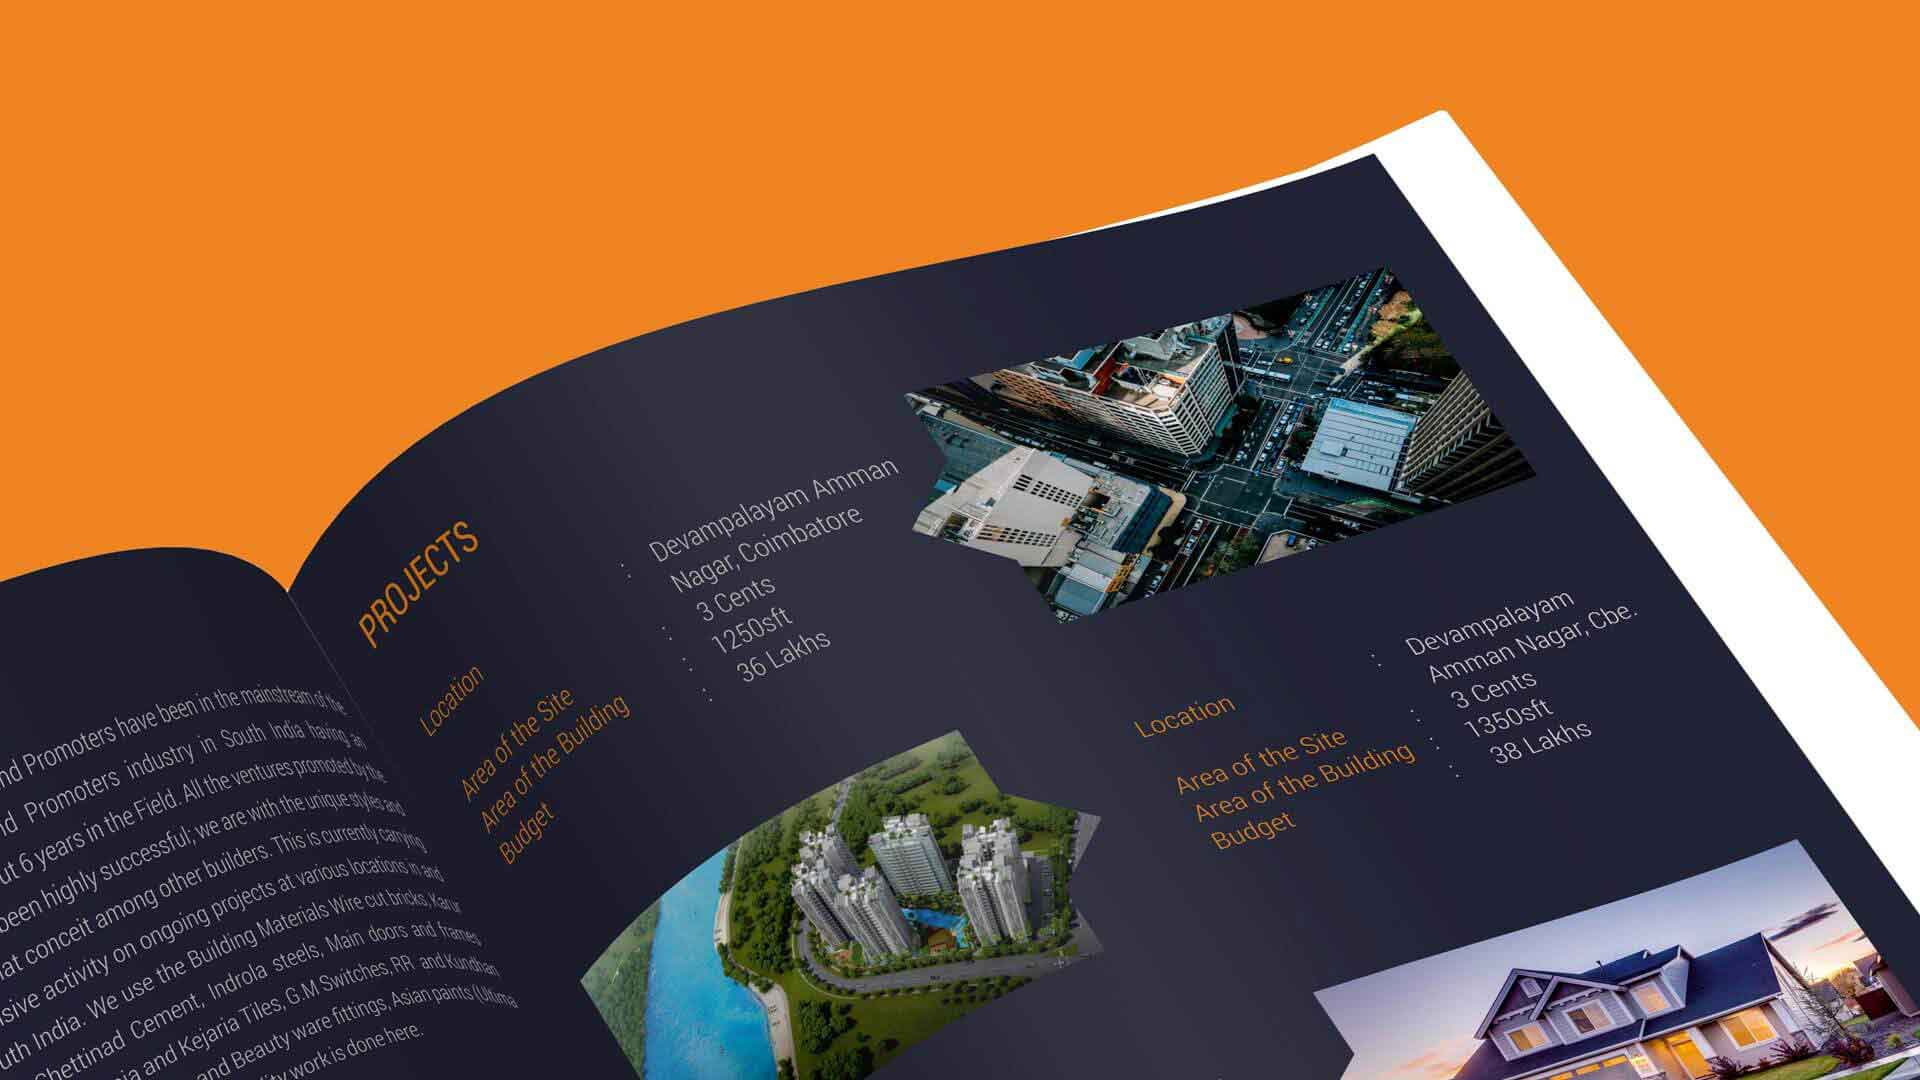 nd Promoters have been in the mainstream of the
nd Promoters industry in South India having an
ut 6 years in the Field. All the ventures promoted by the
been highly successful; we are with the unique styles and
at conceit among other builders. This is currently carrying
sive activity on ongoing projects at various locations in and
uth India. We use the Building Materials Wire cut bricks, Karur
Chettinad Cement, Indrola steels, Main doors and frames
ia and Kejaria Tiles, G.M Switches, RR and Kundhan
and Beauty ware fittings, Asian paints (Ultima
lity work is done here.
PROJECTS
Location : Devampalayam Amman
Nagar, Coimbatore
Area of the Site : 3 Cents
Area of the Building : 1250sft
Budget : 36 Lakhs
Location : Devampalayam
Amman Nagar, Cbe.
Area of the Site : 3 Cents
Area of the Building : 1350sft
Budget : 38 Lakhs